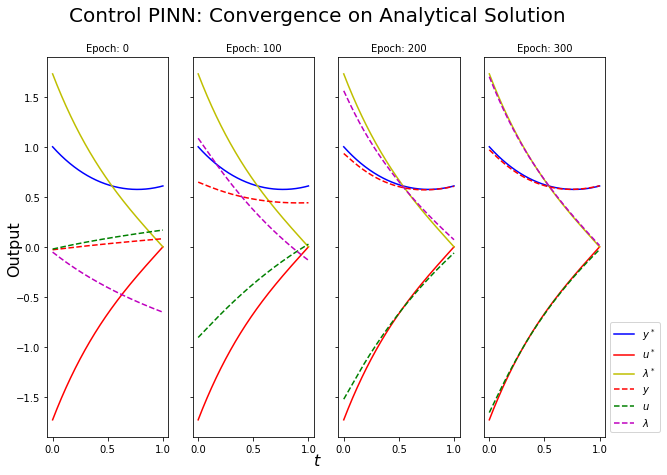 Control PINN: Convergence on Analytical Solution
Epoch: 0
Epoch: 100
Epoch: 200
Epoch: 300
Output
1.5
1.0
0.5
0.0
−0.5
−1.0
−1.5
0.0 0.5 1.0
0.0 0.5 1.0
0.0 0.5 1.0
0.0 0.5 1.0
t
y*
u*
λ*
y
u
λ